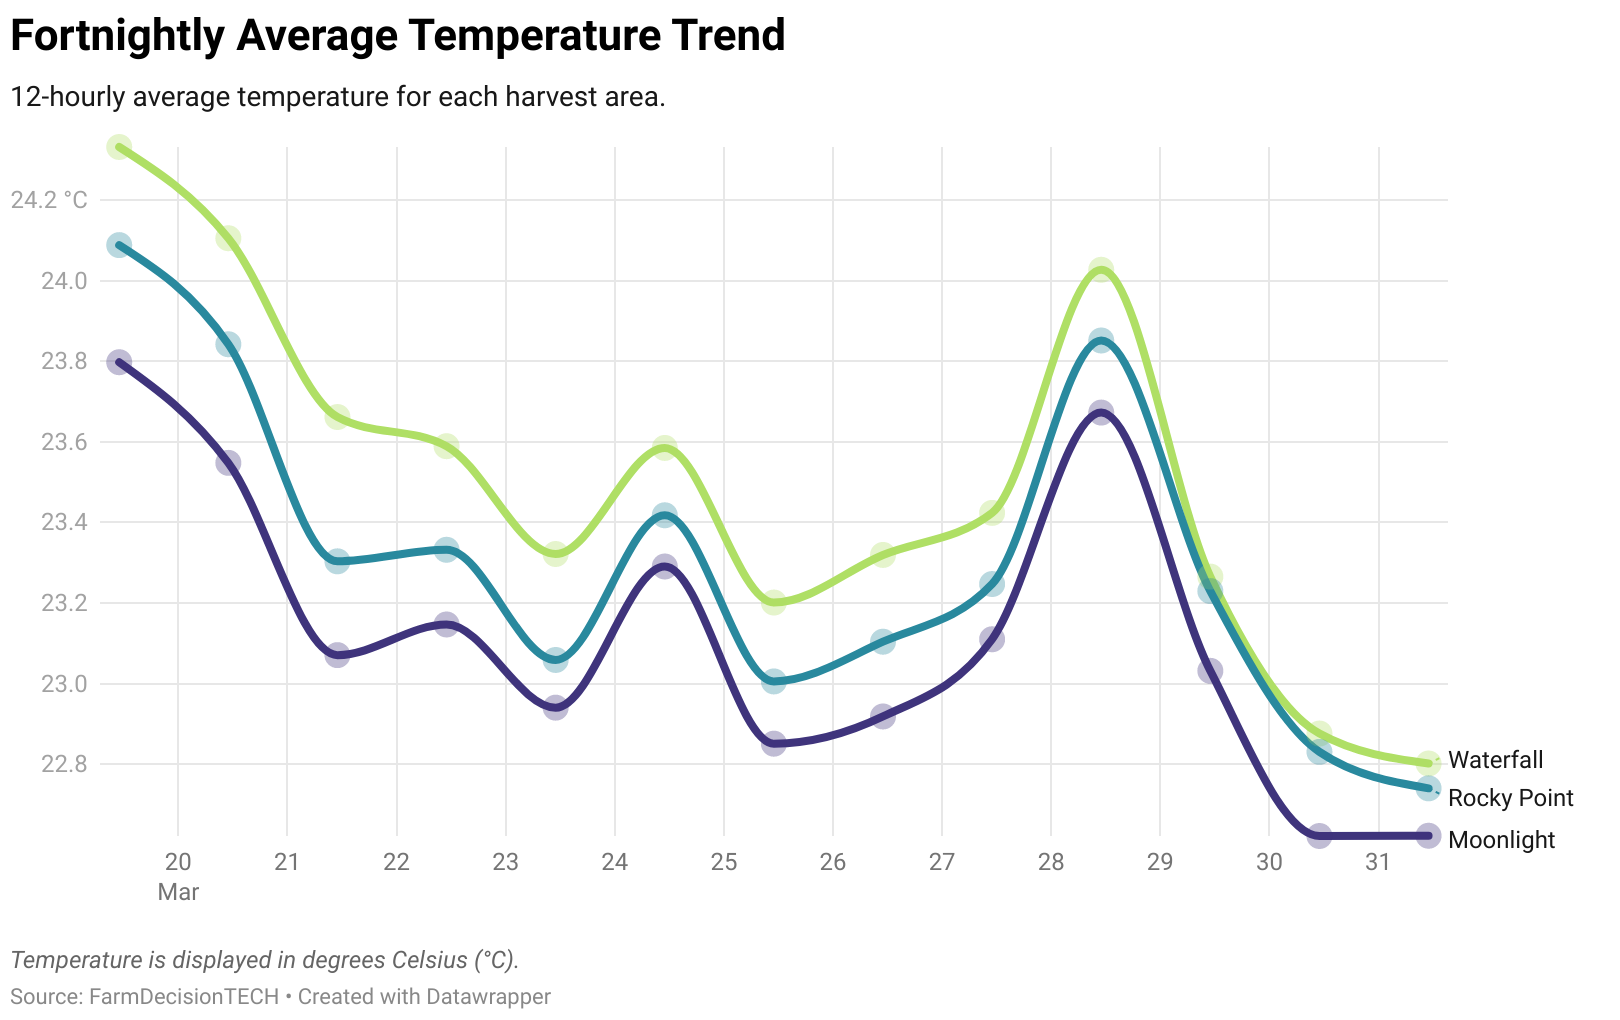 Fortnightly Average Temperature Trend
12-hourly average temperature for each harvest area.
24.2 °C
24.0
23.8
23.6
23.4
23.2
23.0
22.8
Waterfall
Rocky Point
Moonlight
20 21 22 23 24 25 26 27 28 29 30 31
Mar
Temperature is displayed in degrees Celsius (°C).
Source: FarmDecisionTECH • Created with Datawrapper